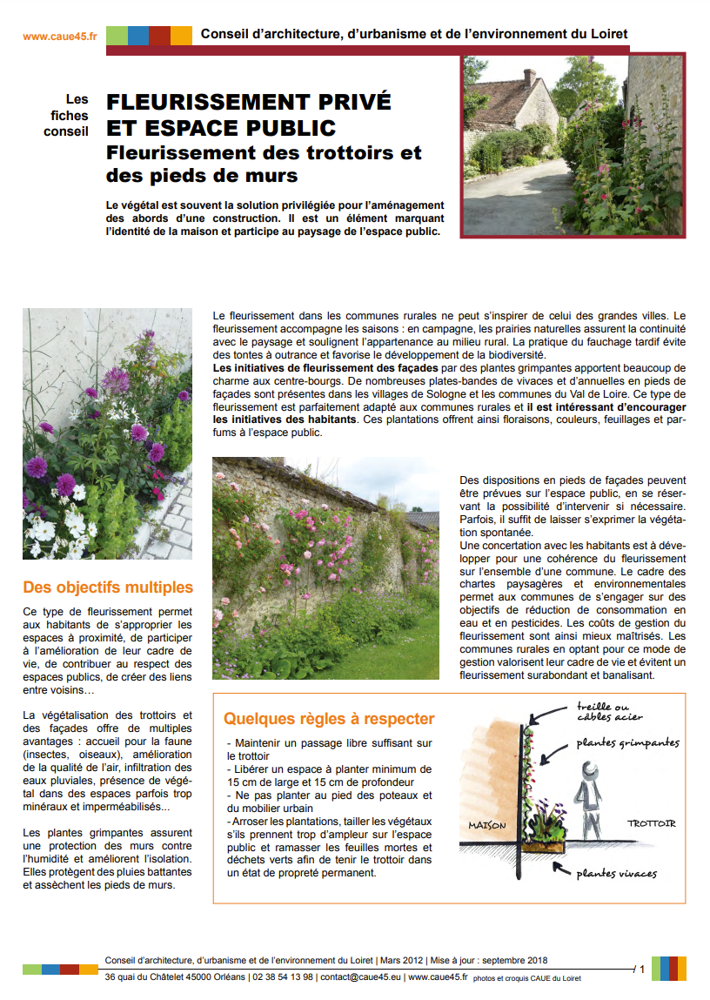 www.caue45.fr
Conseil d’architecture, d’urbanisme et de l’environnement du Loiret
Les
fiches
conseil
FLEURISSEMENT PRIVÉ
ET ESPACE PUBLIC
Fleurissement des trottoirs et
des pieds de murs
Le végétal est souvent la solution privilégiée pour l’aménagement
des abords d’une construction. Il est un élément marquant
l’identité de la maison et participe au paysage de l’espace public.
Le fleurissement dans les communes rurales ne peut s’inspirer de celui des grandes villes. Le
fleurissement accompagne les saisons : en campagne, les prairies naturelles assurent la continuité
avec le paysage et soulignent l’appartenance au milieu rural. La pratique du fauchage tardif évite
des tontes à outrance et favorise le développement de la biodiversité.
Les initiatives de fleurissement des façades par des plantes grimpantes apportent beaucoup de
charme aux centre-bourgs. De nombreuses plates-bandes de vivaces et d’annuelles en pieds de
façades sont présentes dans les villages de Sologne et les communes du Val de Loire. Ce type de
fleurissement est parfaitement adapté aux communes rurales et il est intéressant d’encourager
les initiatives des habitants. Ces plantations offrent ainsi floraisons, couleurs, feuillages et par-
fums à l’espace public.
Des dispositions en pieds de façades peuvent
être prévues sur l’espace public, en se réser-
vant la possibilité d’intervenir si nécessaire.
Parfois, il suffit de laisser s’exprimer la végéta-
tion spontanée.
Une concertation avec les habitants est à déve-
lopper pour une cohérence du fleurissement
sur l’ensemble d’une commune. Le cadre des
chartes paysagères et environnementales
permet aux communes de s’engager sur des
objectifs de réduction de consommation en
eau et en pesticides. Les coûts de gestion du
fleurissement sont ainsi mieux maîtrisés. Les
communes rurales en optant pour ce mode de
gestion valorisent leur cadre de vie et évitent un
fleurissement surabondant et banalisant.
Des objectifs multiples
Ce type de fleurissement permet
aux habitants de s’approprier les
espaces à proximité, de participer
à l’amélioration de leur cadre de
vie, de contribuer au respect des
espaces publics, de créer des liens
entre voisins…
La végétalisation des trottoirs et
des façades offre de multiples
avantages : accueil pour la faune
(insectes, oiseaux), amélioration
de la qualité de l’air, infiltration des
eaux pluviales, présence de végé-
tal dans des espaces parfois trop
minéraux et imperméabilisés...
Les plantes grimpantes assurent
une protection des murs contre
l’humidité et améliorent l’isolation.
Elles protègent des pluies battantes
et assèchent les pieds de murs.
Quelques règles à respecter
- Maintenir un passage libre suffisant sur
le trottoir
- Libérer un espace à planter minimum de
15 cm de large et 15 cm de profondeur
- Ne pas planter au pied des poteaux et
du mobilier urbain
- Arroser les plantations, tailler les végétaux
s’ils prennent trop d’ampleur sur l’espace
public et ramasser les feuilles mortes et
déchets verts afin de tenir le trottoir dans
un état de propreté permanent.
treille ou
câbles acier
plantes grimpantes
MAISON
TROTTOIR
plantes vivaces
Conseil d’architecture, d’urbanisme et de l’environnement du Loiret | Mars 2012 | Mise à jour : septembre 2018
/ 1
36 quai du Châtelet 45000 Orléans | 02 38 54 13 98 | contact@caue45.eu | www.caue45.fr photos et croquis CAUE du Loiret